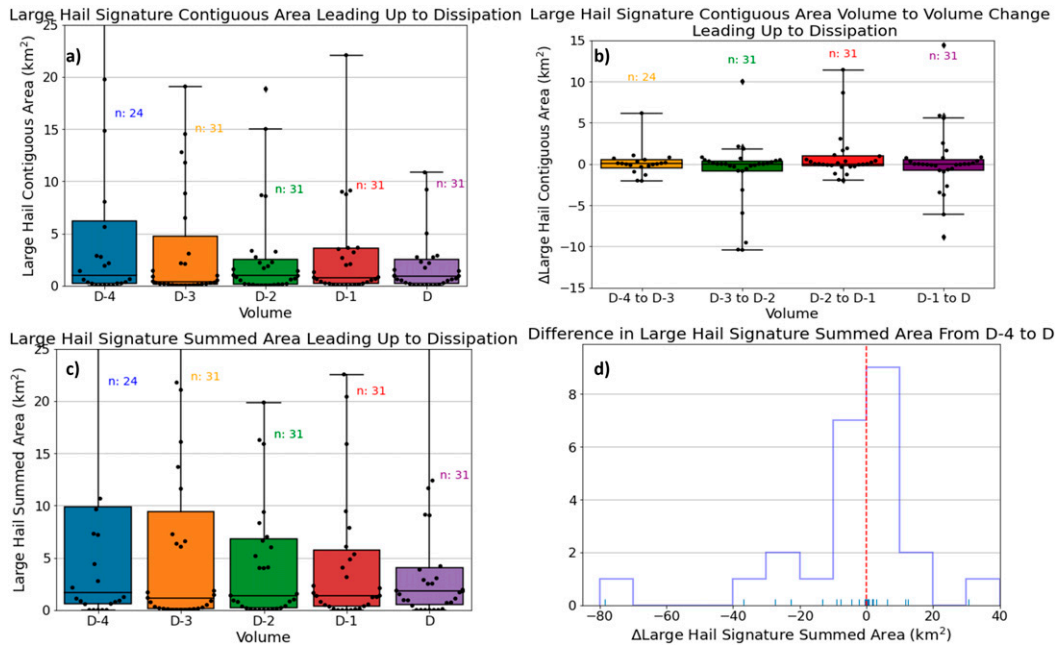 Large Hail Signature Contiguous Area Leading Up to Dissipation
a)
Large Hail Contiguous Area (km²)
25
20
15
10
5
0
n: 24
n: 31
n: 31
n: 31
n: 31
D-4
D-3
D-2
D-1
D
Volume
Large Hail Signature Contiguous Area Volume to Volume Change
Leading Up to Dissipation
b)
ΔLarge Hail Contiguous Area (km²)
15
10
5
0
−5
−10
−15
n: 24
n: 31
n: 31
n: 31
D-4 to D-3
D-3 to D-2
D-2 to D-1
D-1 to D
Volume
Large Hail Signature Summed Area Leading Up to Dissipation
c)
Large Hail Summed Area (km²)
25
20
15
10
5
0
n: 24
n: 31
n: 31
n: 31
n: 31
D-4
D-3
D-2
D-1
D
Volume
Difference in Large Hail Signature Summed Area From D-4 to D
d)
8
6
4
2
0
−80
−60
−40
−20
0
20
40
ΔLarge Hail Signature Summed Area (km²)